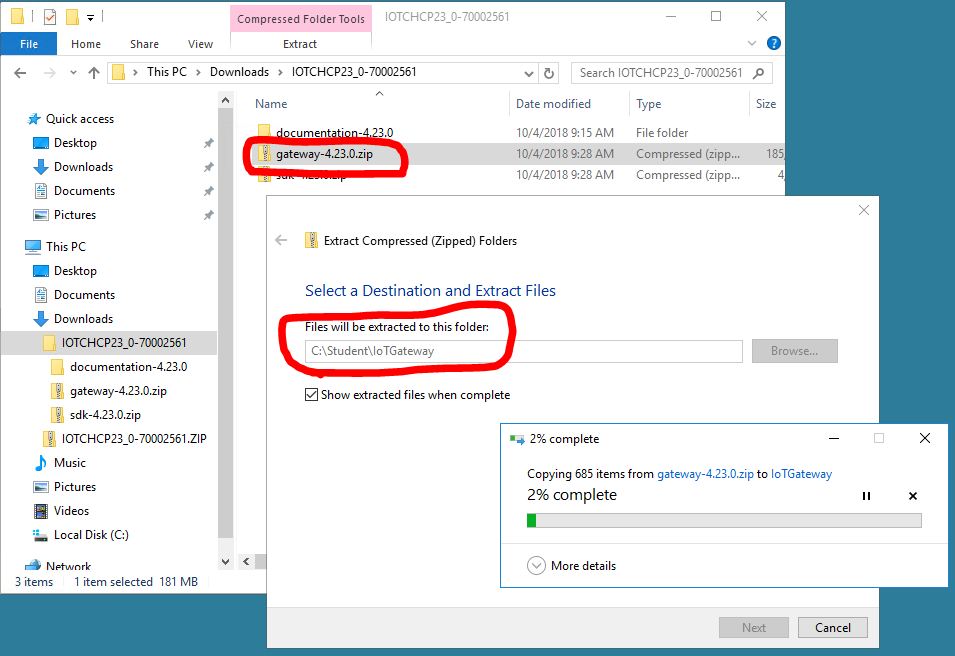 Compressed Folder Tools
IOTCHCP23_0-70002561
File
Home
Share
View
Extract
This PC
Downloads
IOTCHCP23_0-70002561
Search IOTCHCP23_0-70002561
Name
Date modified
Type
Size
documentation-4.23.0 10/4/2018 9:15 AM File folder
gateway-4.23.0.zip 10/4/2018 9:28 AM Compressed (zipp... 185,
sdk-4.23.0.zip 10/4/2018 9:28 AM Compressed (zipp... 4,
Quick access
Desktop
Downloads
Documents
Pictures
This PC
Desktop
Documents
Downloads
IOTCHCP23_0-70002561
documentation-4.23.0
gateway-4.23.0.zip
sdk-4.23.0.zip
IOTCHCP23_0-70002561.ZIP
Music
Pictures
Videos
Local Disk (C:)
Network
3 items 1 item selected 181 MB
Extract Compressed (Zipped) Folders
Select a Destination and Extract Files
Files will be extracted to this folder:
C:\Student\IoTGateway
Browse...
Show extracted files when complete
2% complete
Copying 685 items from gateway-4.23.0.zip to IoTGateway
2% complete
More details
Next
Cancel